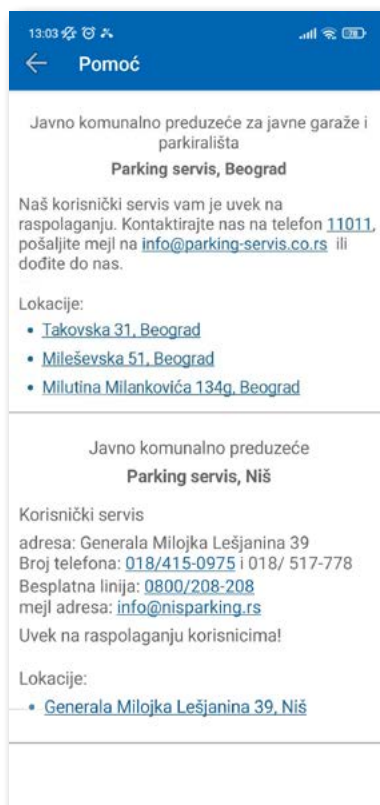 13:03
78
Pomoć
Javno komunalno preduzeće za javne garaže i
parkirališta
Parking servis, Beograd
Naš korisnički servis vam je uvek na
raspolaganju. Kontaktirajte nas na telefon 11011,
pošaljite mejl na info@parking-servis.co.rs ili
dođite do nas.
Lokacije:
• Takovska 31, Beograd
• Mileševska 51, Beograd
• Milutina Milankovića 134g, Beograd
Javno komunalno preduzeće
Parking servis, Niš
Korisnički servis
adresa: Generala Milojka Lešjanina 39
Broj telefona: 018/415-0975 i 018/ 517-778
Besplatna linija: 0800/208-208
mejl adresa: info@nisparking.rs
Uvek na raspolaganju korisnicima!
Lokacije:
• Generala Milojka Lešjanina 39, Niš